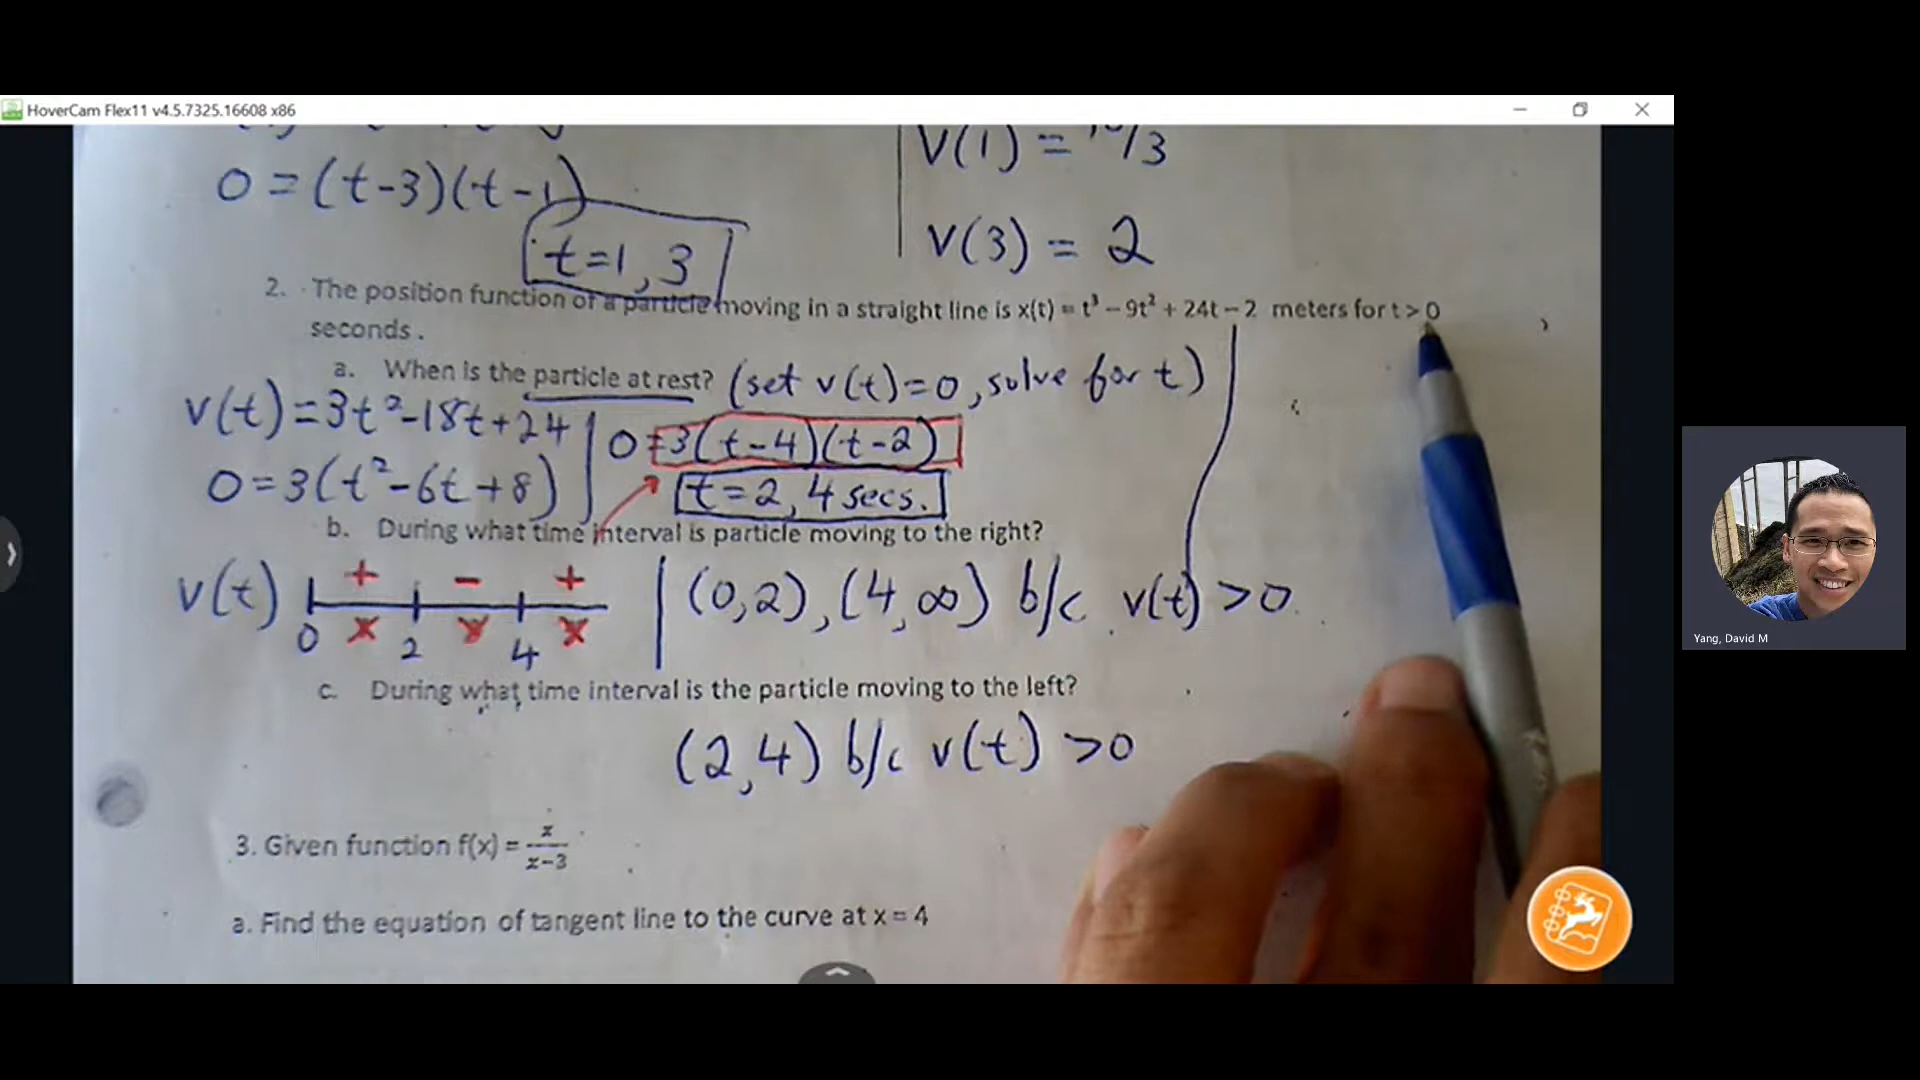 HoverCam Flex11 v4.5.7325.16608 x86
0 = (t-3)(t-1)
t=1, 3
V(1) = 10/3
V(3) = 2
2. The position function of a particle moving in a straight line is x(t) = t³ − 9t² + 24t − 2 meters for t > 0
seconds .
a. When is the particle at rest? (set v(t)=0, solve for t)
v(t)=3t²-18t+24
0=3(t²-6t+8)
0=3(t-4)(t-2)
t=2, 4 secs.
b. During what time interval is particle moving to the right?
v(t)
+ − +
0 2 4
(0,2), (4,∞) b/c v(t) >0
c. During what time interval is the particle moving to the left?
(2,4) b/c v(t) >0
3. Given function f(x) = x/x−3
a. Find the equation of tangent line to the curve at x = 4
Yang, David M